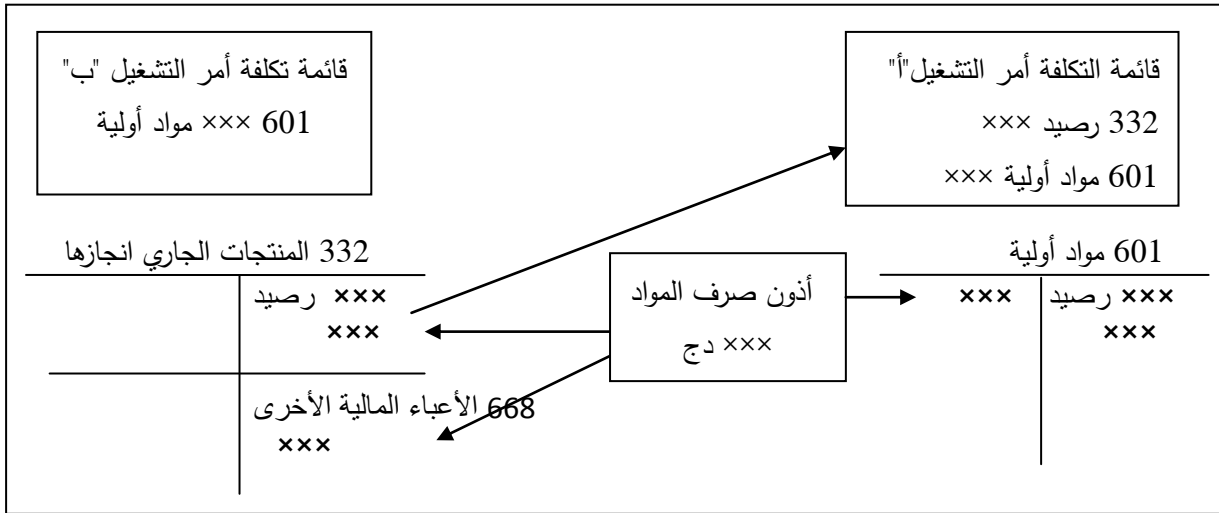 قائمة التكلفة أمر التشغيل"أ"
332 رصيد ×××
601 مواد أولية ×××
قائمة تكلفة أمر التشغيل "ب"
601 ××× مواد أولية
601 مواد أولية
××× رصيد
×××
×××
أذون صرف المواد
××× دج
332 المنتجات الجاري انجازها
××× رصيد
×××
668 الأعباء المالية الأخرى
×××